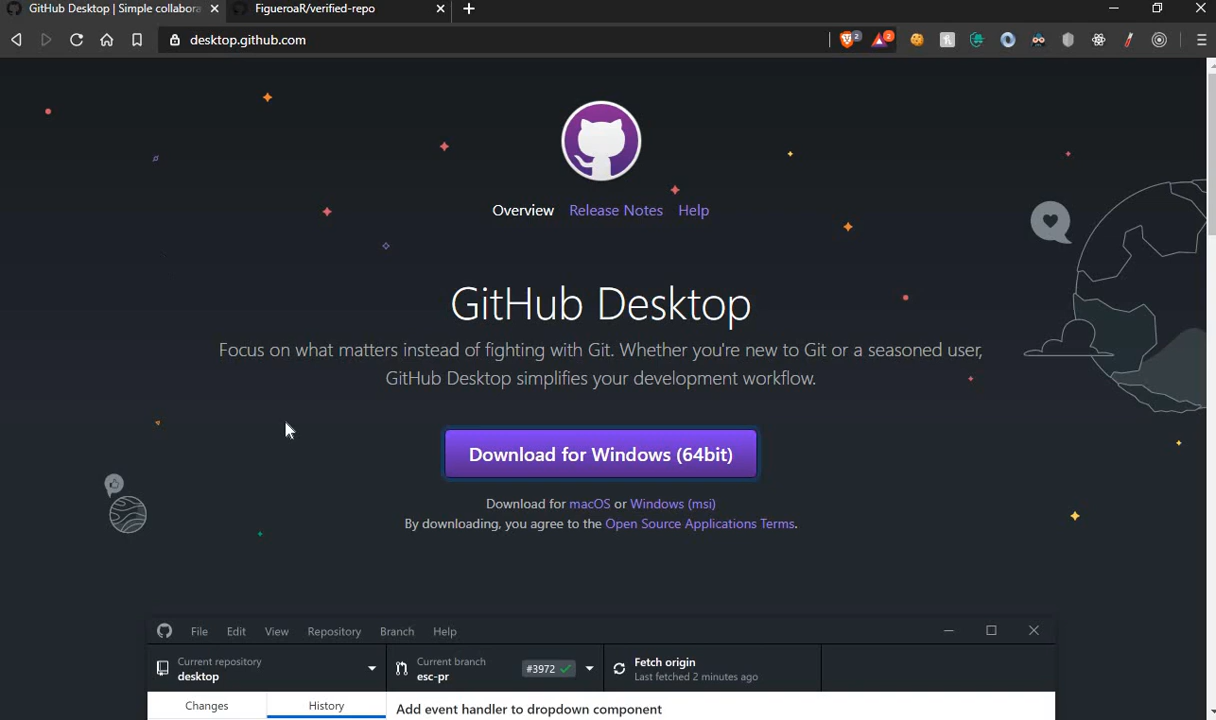 GitHub Desktop | Simple collabora
FigueroaR/verified-repo
desktop.github.com
2
2
Overview Release Notes Help
GitHub Desktop
Focus on what matters instead of fighting with Git. Whether you're new to Git or a seasoned user,
GitHub Desktop simplifies your development workflow.
Download for Windows (64bit)
Download for macOS or Windows (msi)
By downloading, you agree to the Open Source Applications Terms.
File Edit View Repository Branch Help
Current repository
desktop
Current branch
esc-pr
#3972
Fetch origin
Last fetched 2 minutes ago
Changes History Add event handler to dropdown component